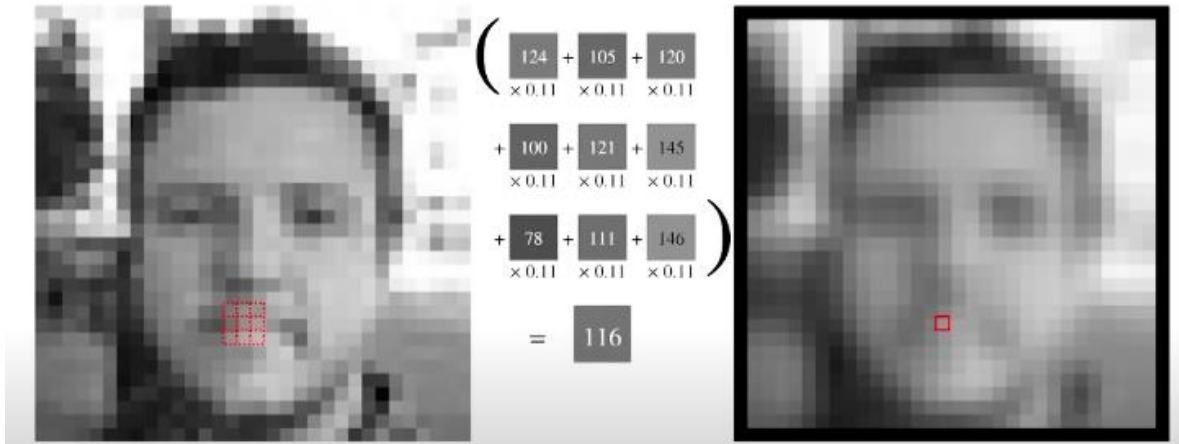 ( 124 + 105 + 120
× 0.11 × 0.11 × 0.11
+ 100 + 121 + 145
× 0.11 × 0.11 × 0.11
+ 78 + 111 + 146 )
× 0.11 × 0.11 × 0.11
= 116